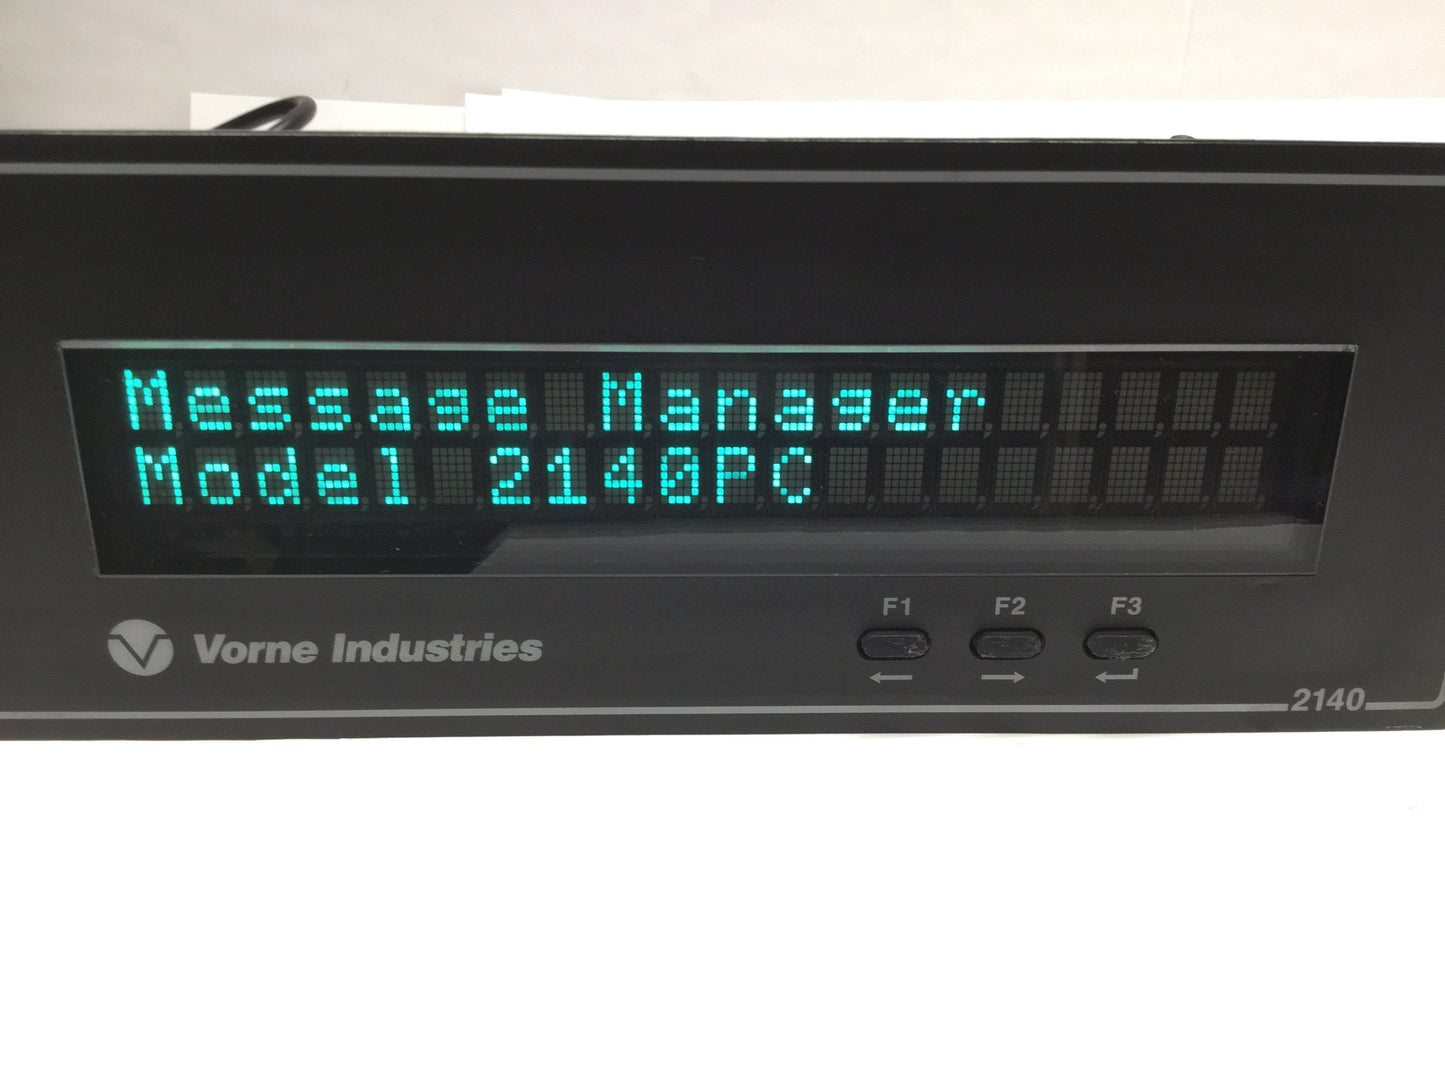 Message Manager
Model 2140PC
Vorne Industries
F1 F2 F3
2140